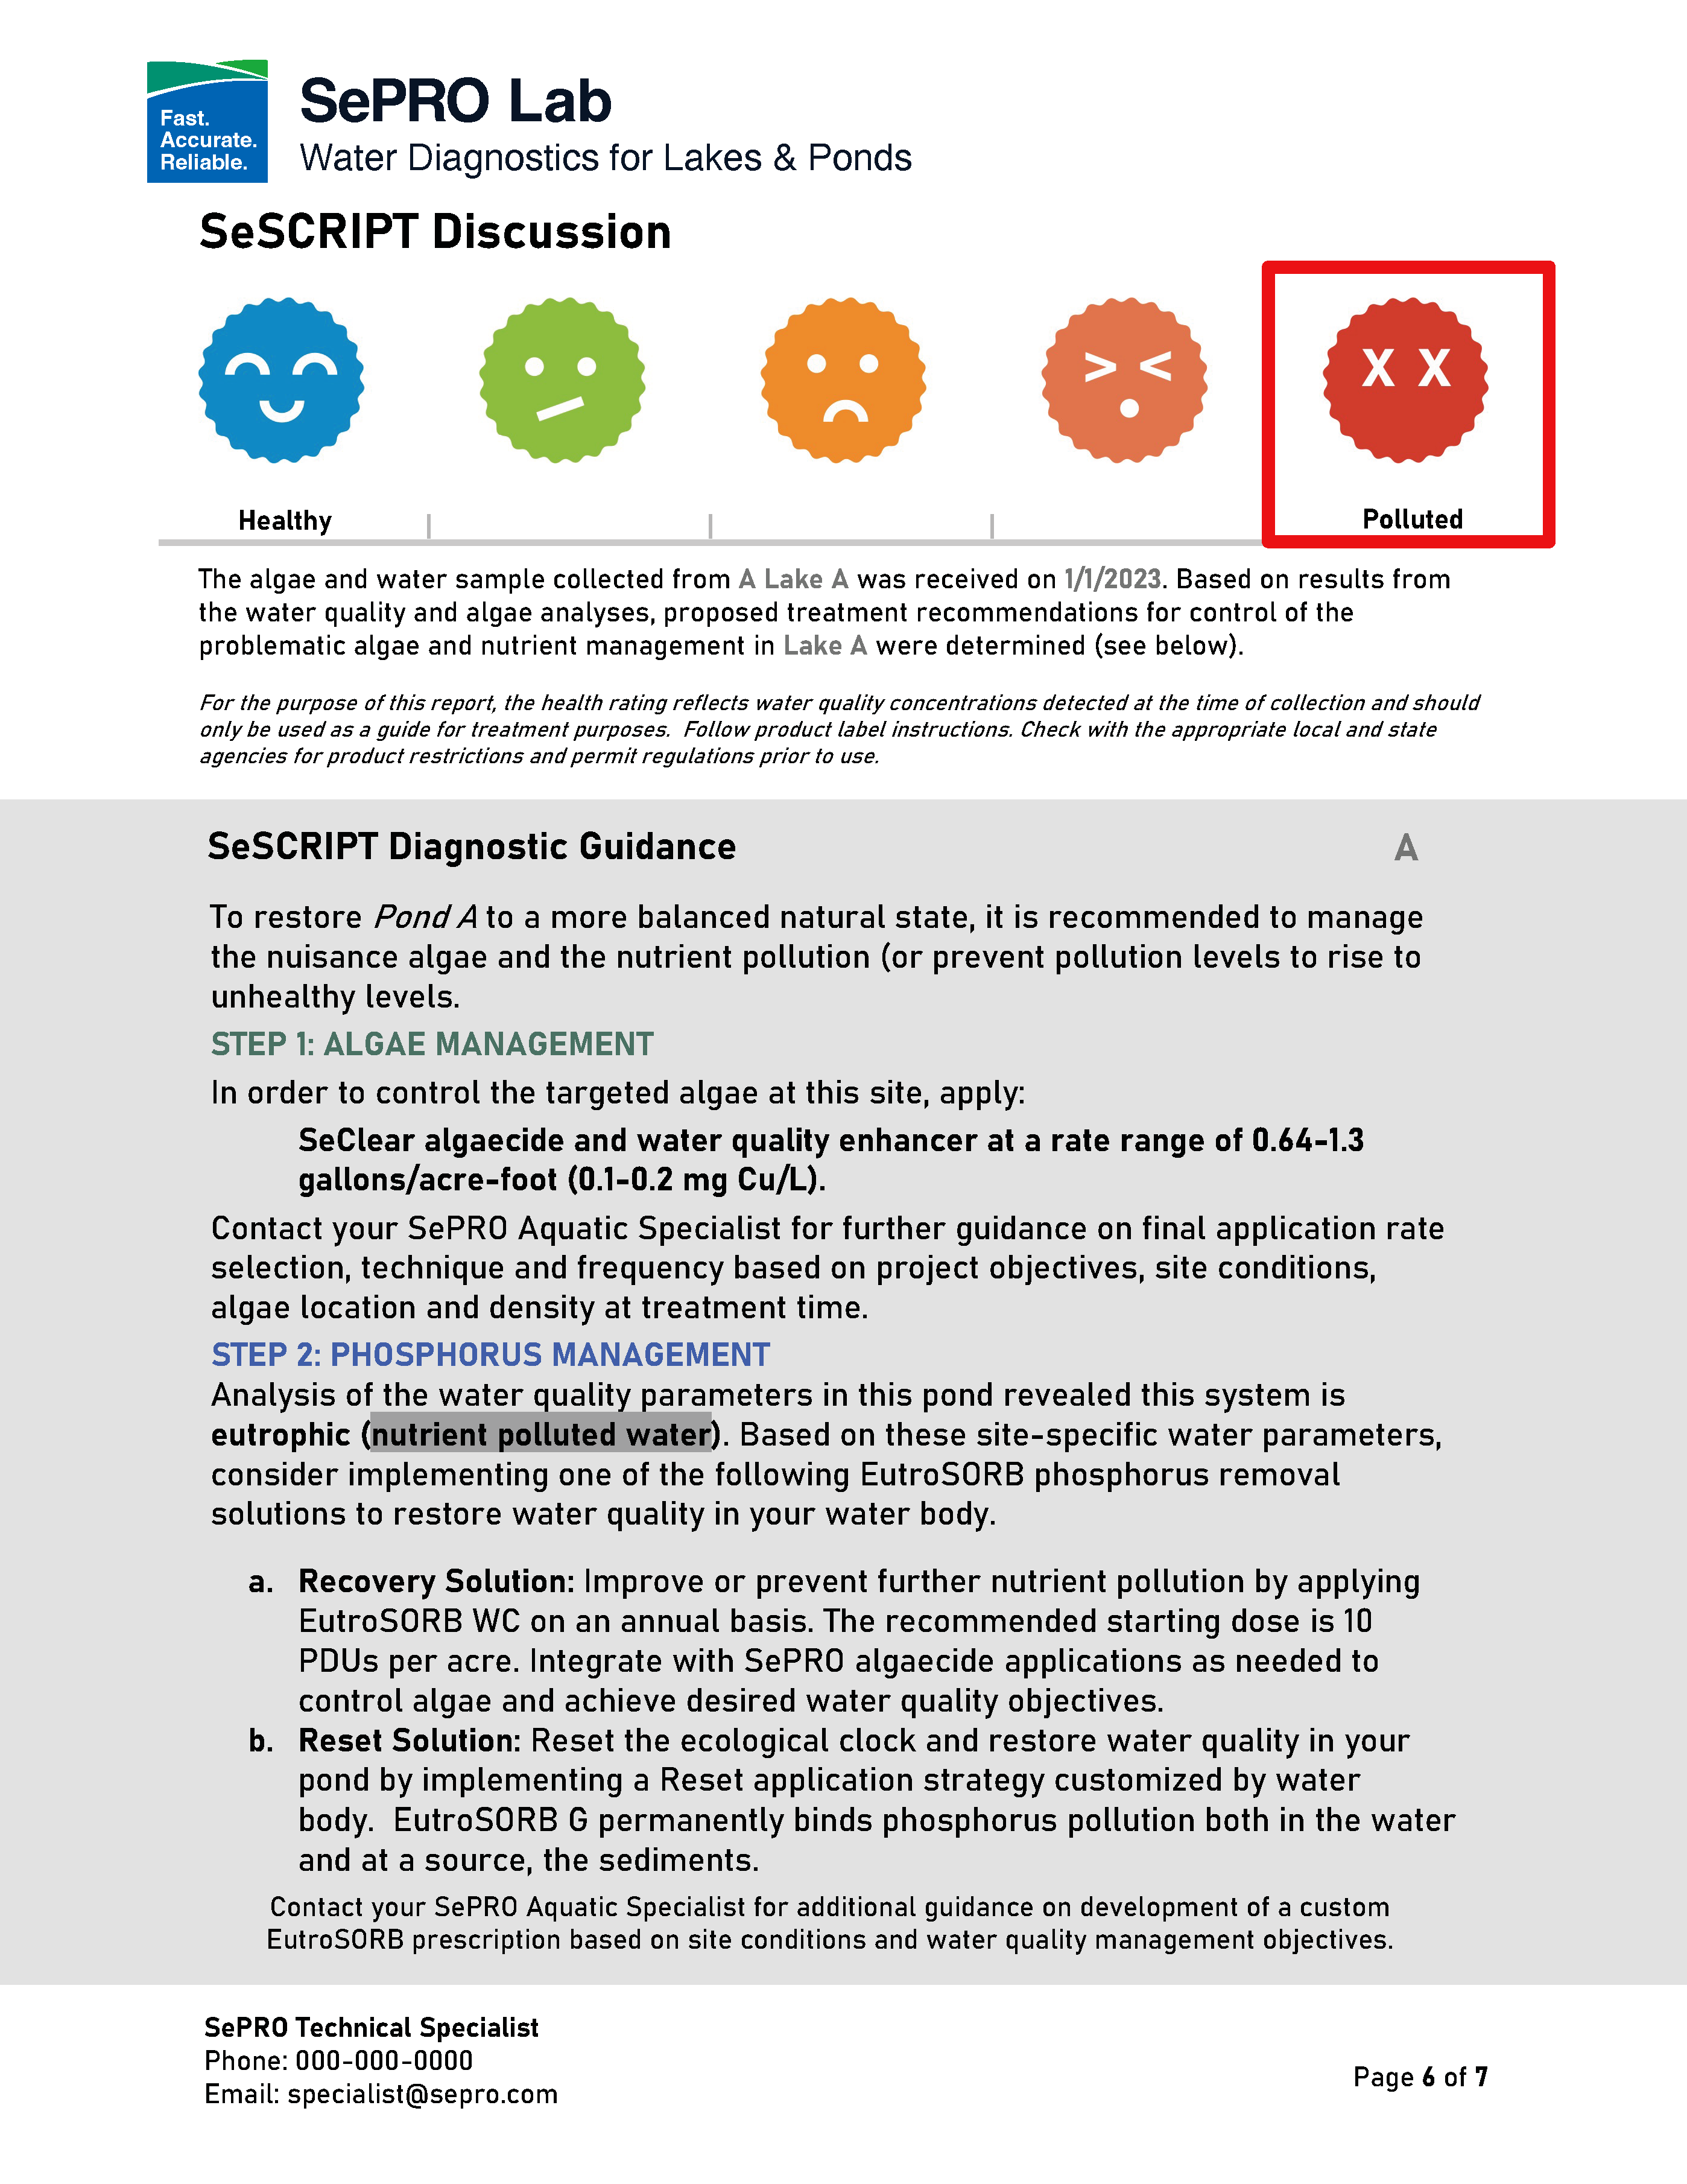 Fast.
Accurate.
Reliable.
SePRO Lab
Water Diagnostics for Lakes & Ponds
SeSCRIPT Discussion
> <
X X
Healthy
Polluted
The algae and water sample collected from A Lake A was received on 1/1/2023. Based on results from
the water quality and algae analyses, proposed treatment recommendations for control of the
problematic algae and nutrient management in Lake A were determined (see below).
For the purpose of this report, the health rating reflects water quality concentrations detected at the time of collection and should
only be used as a guide for treatment purposes. Follow product label instructions. Check with the appropriate local and state
agencies for product restrictions and permit regulations prior to use.
SeSCRIPT Diagnostic Guidance A
To restore Pond A to a more balanced natural state, it is recommended to manage
the nuisance algae and the nutrient pollution (or prevent pollution levels to rise to
unhealthy levels.
STEP 1: ALGAE MANAGEMENT
In order to control the targeted algae at this site, apply:
SeClear algaecide and water quality enhancer at a rate range of 0.64-1.3
gallons/acre-foot (0.1-0.2 mg Cu/L).
Contact your SePRO Aquatic Specialist for further guidance on final application rate
selection, technique and frequency based on project objectives, site conditions,
algae location and density at treatment time.
STEP 2: PHOSPHORUS MANAGEMENT
Analysis of the water quality parameters in this pond revealed this system is
eutrophic (nutrient polluted water). Based on these site-specific water parameters,
consider implementing one of the following EutroSORB phosphorus removal
solutions to restore water quality in your water body.
a. Recovery Solution: Improve or prevent further nutrient pollution by applying
EutroSORB WC on an annual basis. The recommended starting dose is 10
PDUs per acre. Integrate with SePRO algaecide applications as needed to
control algae and achieve desired water quality objectives.
b. Reset Solution: Reset the ecological clock and restore water quality in your
pond by implementing a Reset application strategy customized by water
body. EutroSORB G permanently binds phosphorus pollution both in the water
and at a source, the sediments.
Contact your SePRO Aquatic Specialist for additional guidance on development of a custom
EutroSORB prescription based on site conditions and water quality management objectives.
SePRO Technical Specialist
Phone: 000-000-0000
Email: specialist@sepro.com
Page 6 of 7